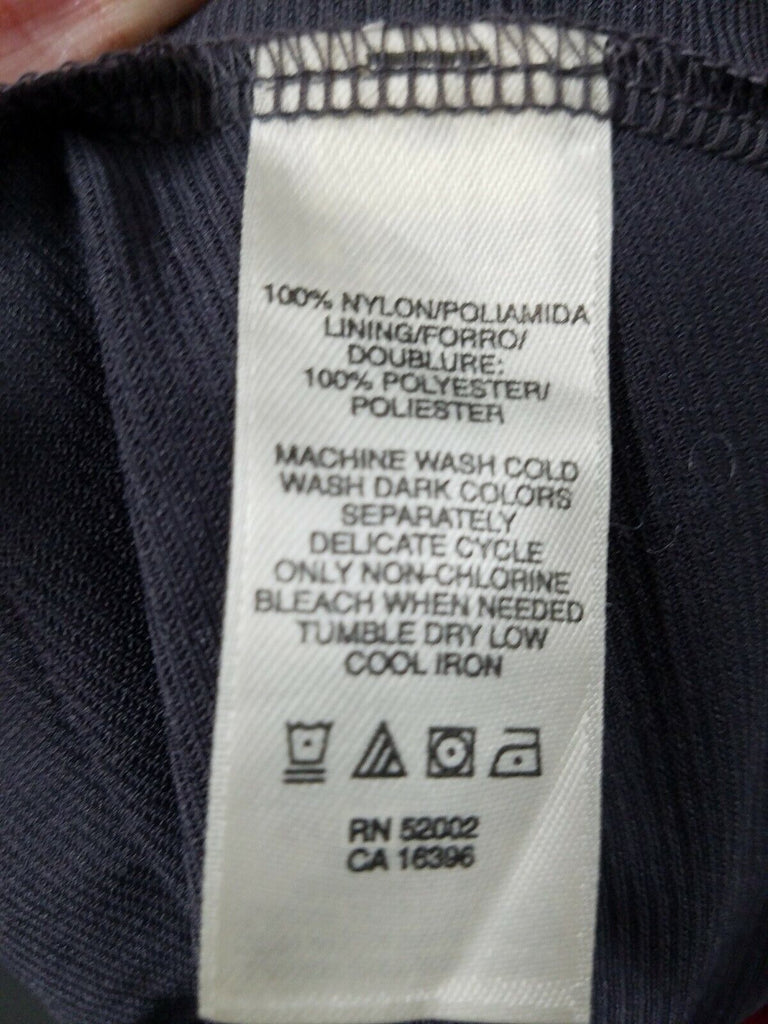 100% NYLON/POLIAMIDA
LINING/FORRO/
DOUBLURE:
100% POLYESTER/
POLIESTER
MACHINE WASH COLD
WASH DARK COLORS
SEPARATELY
DELICATE CYCLE
ONLY NON-CHLORINE
BLEACH WHEN NEEDED
TUMBLE DRY LOW
COOL IRON
RN 52002
CA 16396